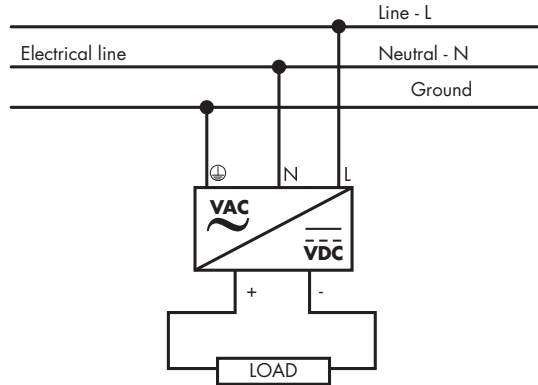 Line - L
Electrical line
Neutral - N
Ground
N
L
VAC
VDC
+
-
LOAD